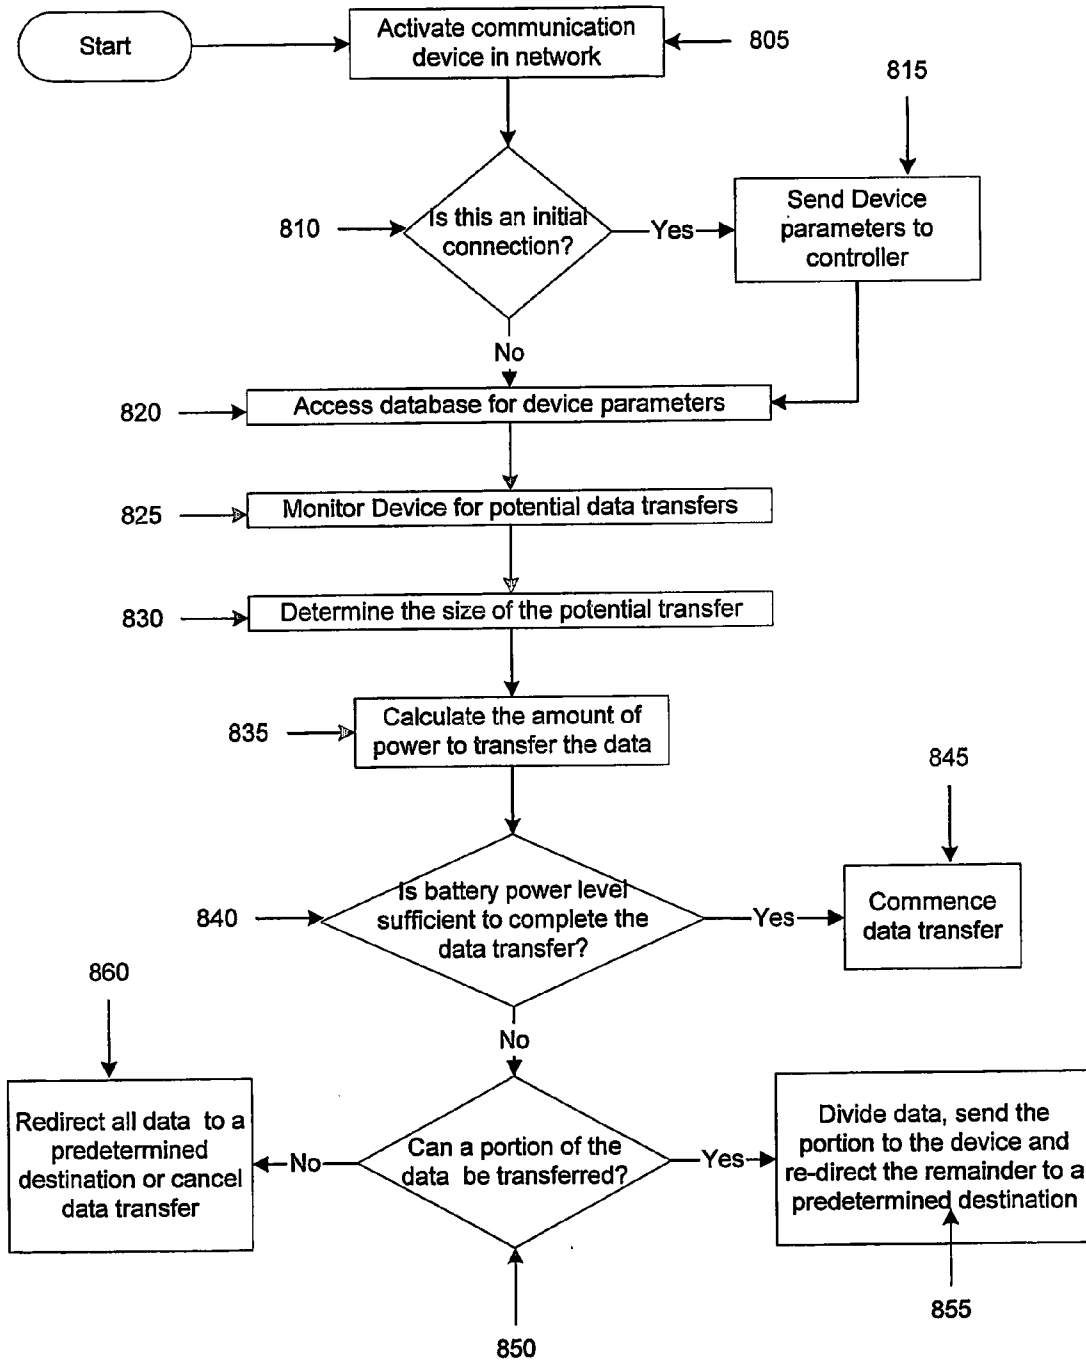 Start
Activate communication
device in network
805
815
810
Is this an initial
connection?
Yes
Send Device
parameters to
controller
No
820
Access database for device parameters
825
Monitor Device for potential data transfers
830
Determine the size of the potential transfer
835
Calculate the amount of
power to transfer the data
845
840
Is battery power level
sufficient to complete the
data transfer?
Yes
Commence
data transfer
860
No
Redirect all data to a
predetermined
destination or cancel
data transfer
No
Can a portion of the
data be transferred?
Yes
Divide data, send the
portion to the device and
re-direct the remainder to a
predetermined destination
855
850